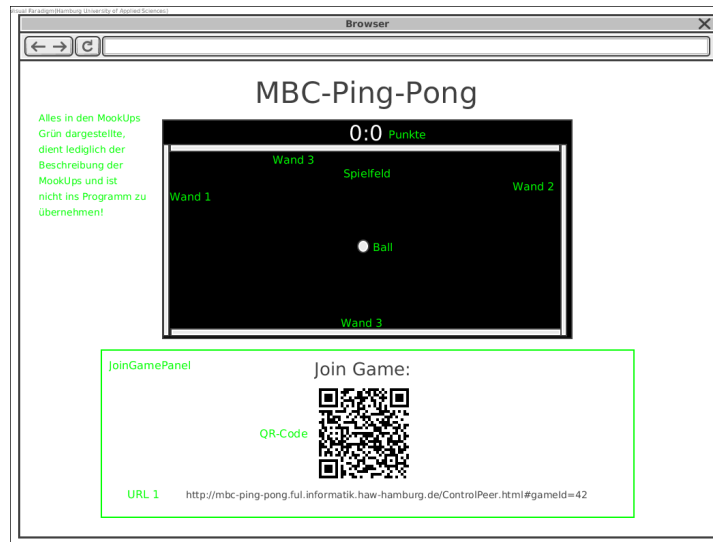 Visual Paradigm(Hamburg University of Applied Sciences)
Browser
MBC-Ping-Pong
Alles in den MookUps
Grün dargestellte,
dient lediglich der
Beschreibung der
MookUps und ist
nicht ins Programm zu
übernehmen!
0:0 Punkte
Wand 3
Spielfeld
Wand 2
Wand 1
Ball
Wand 3
JoinGamePanel
Join Game:
QR-Code
URL 1 http://mbc-ping-pong.ful.informatik.haw-hamburg.de/ControlPeer.html#gameId=42